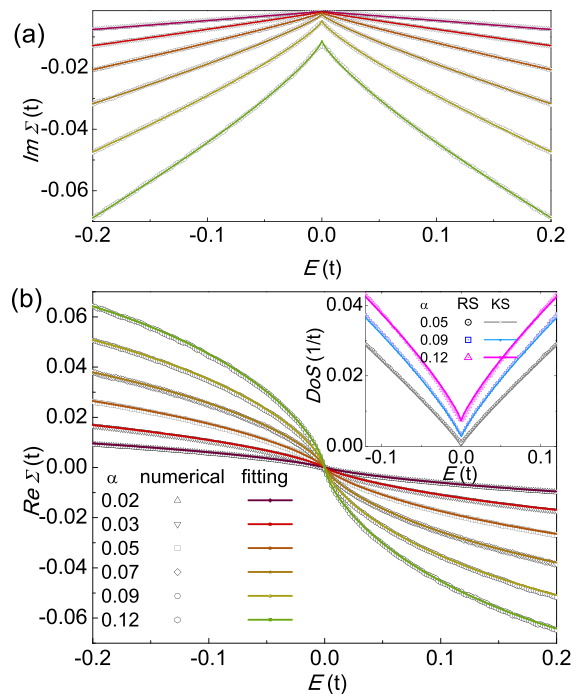 (a)
Im Σ (t)
-0.02
-0.04
-0.06
-0.2 -0.1 0.0 0.1 0.2
E (t)
(b)
Re Σ (t)
0.06
0.04
0.02
0.00
-0.02
-0.04
-0.06
-0.2 -0.1 0.0 0.1 0.2
E (t)
α numerical fitting
0.02
0.03
0.05
0.07
0.09
0.12
DoS (1/t)
0.04
0.02
0.00
-0.1 0.0 0.1
E (t)
α RS KS
0.05
0.09
0.12